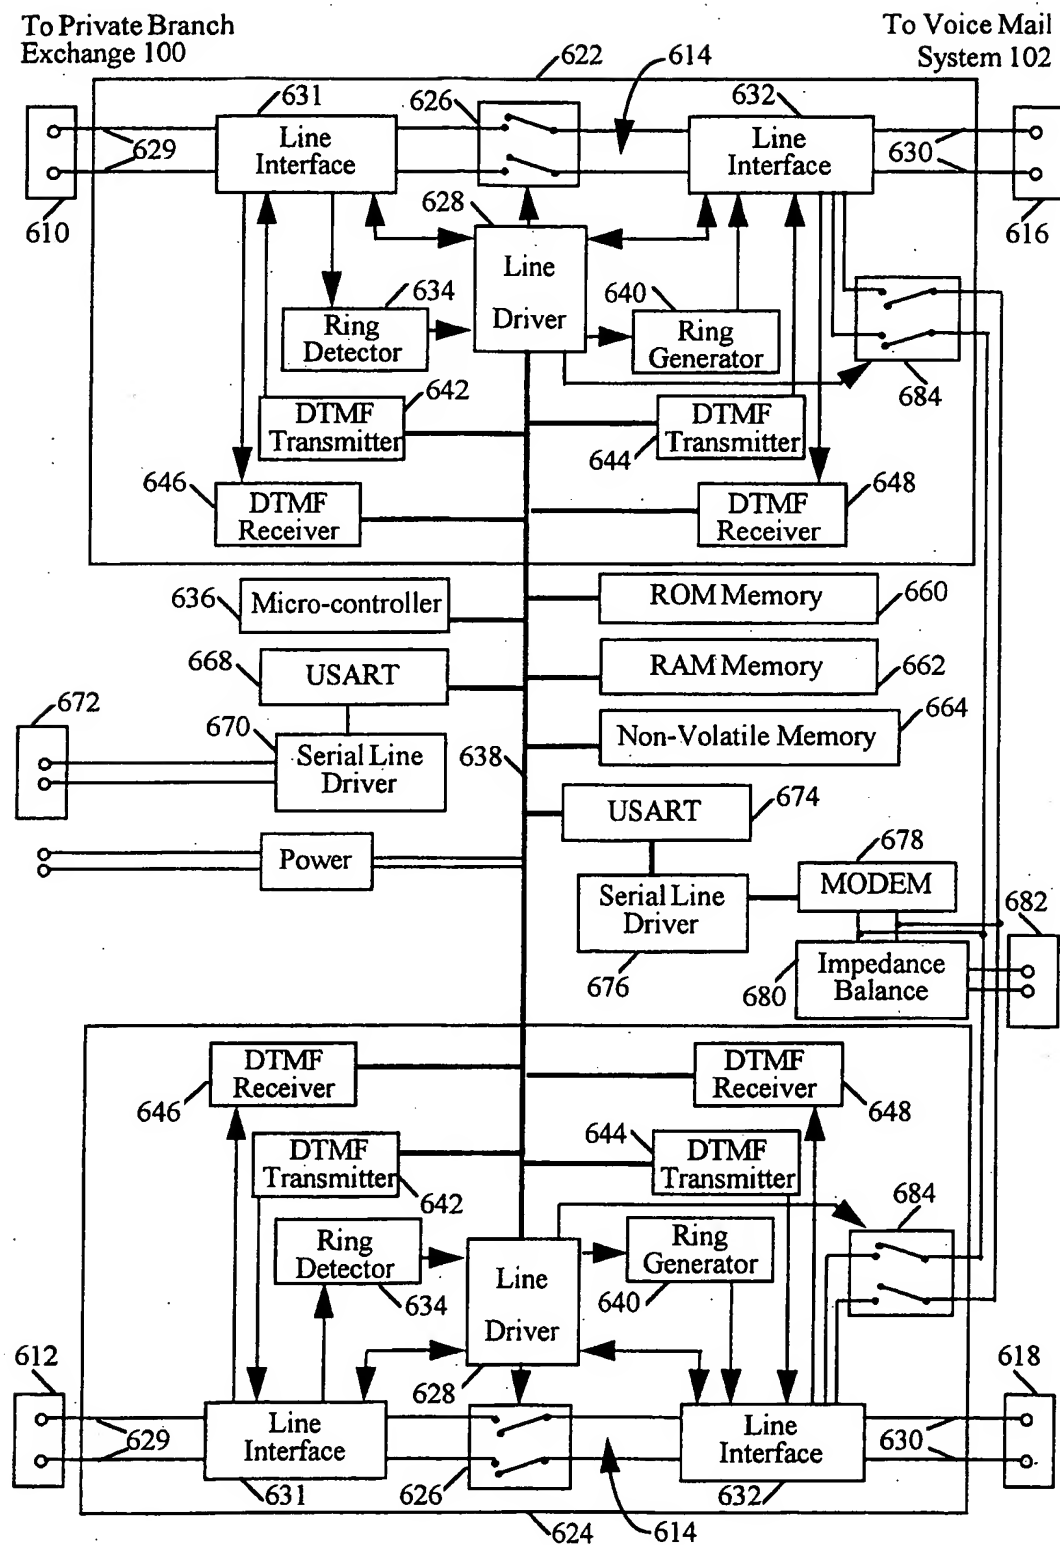 To Private Branch
Exchange 100
To Voice Mail
System 102
622
614
631
626
632
Line
Interface
Line
Interface
629
630
610
616
628
Line
Driver
634
640
Ring
Detector
Ring
Generator
684
642
DTMF
Transmitter
DTMF
Transmitter
644
646
648
DTMF
Receiver
DTMF
Receiver
636
Micro-controller
ROM Memory
660
668
USART
RAM Memory
662
672
670
664
Serial Line
Driver
Non-Volatile Memory
638
USART
674
Power
678
MODEM
Serial Line
Driver
682
676
680
Impedance
Balance
DTMF
Receiver
DTMF
Receiver
646
648
DTMF
Transmitter
644
DTMF
Transmitter
642
684
Ring
Detector
Ring
Generator
634
Line
Driver
640
612
618
628
Line
Interface
Line
Interface
629
630
631
626
632
624
614